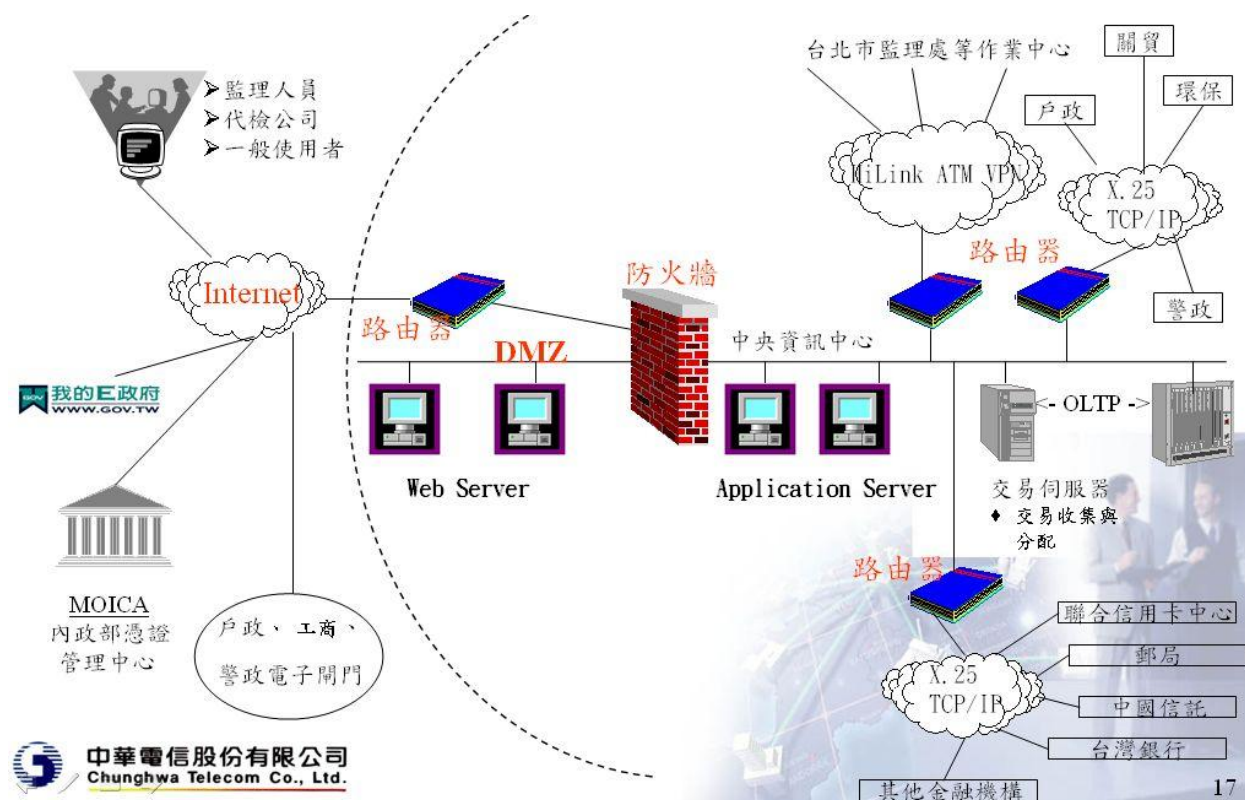 台北市監理處等作業中心
關貿
環保
戶政
監理人員
代檢公司
一般使用者
HiLink ATM VPN
X.25
TCP/IP
警政
Internet
路由器
防火牆
路由器
DMZ
中央資訊中心
GOV 我的E政府
WWW.GOV.TW
<- OLTP ->
Web Server
Application Server
交易伺服器
♦ 交易收集與
分配
路由器
MOICA
內政部憑證
管理中心
戶政、工商、
警政電子閘門
X.25
TCP/IP
聯合信用卡中心
郵局
中國信託
台灣銀行
其他金融機構
中華電信股份有限公司
Chunghwa Telecom Co., Ltd.
17